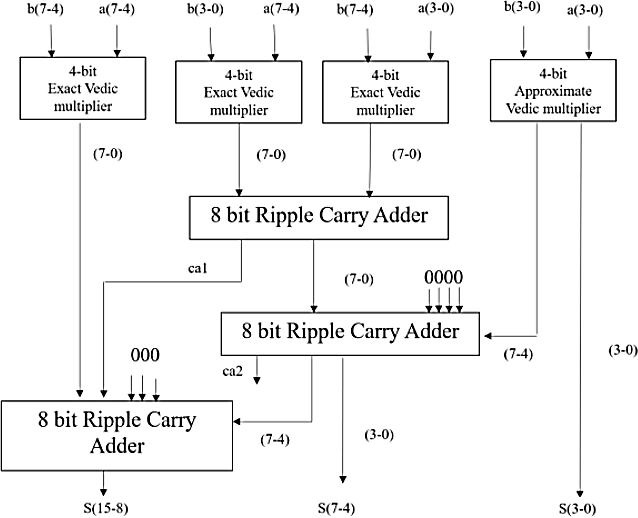 b(7-4) a(7-4) b(3-0) a(7-4) b(7-4) a(3-0) b(3-0) a(3-0)
4-bit
Exact Vedic
multiplier
4-bit
Exact Vedic
multiplier
4-bit
Exact Vedic
multiplier
4-bit
Approximate
Vedic multiplier
(7-0) (7-0) (7-0)
8 bit Ripple Carry Adder
ca1
(7-0)
0000
8 bit Ripple Carry Adder
(7-4)
(3-0)
ca2
000
8 bit Ripple Carry
Adder
(7-4)
(3-0)
S(15-8) S(7-4) S(3-0)